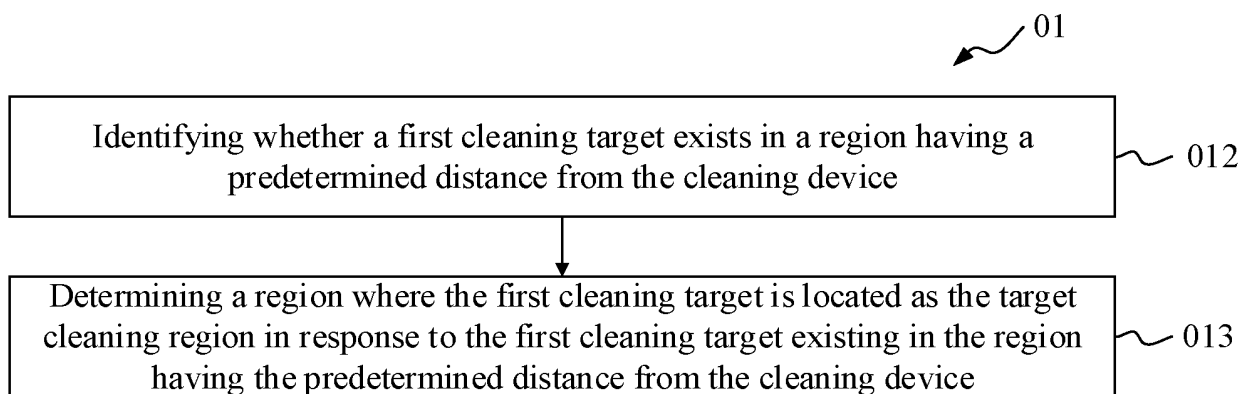 01
Identifying whether a first cleaning target exists in a region having a
predetermined distance from the cleaning device
012
Determining a region where the first cleaning target is located as the target
cleaning region in response to the first cleaning target existing in the region
having the predetermined distance from the cleaning device
013